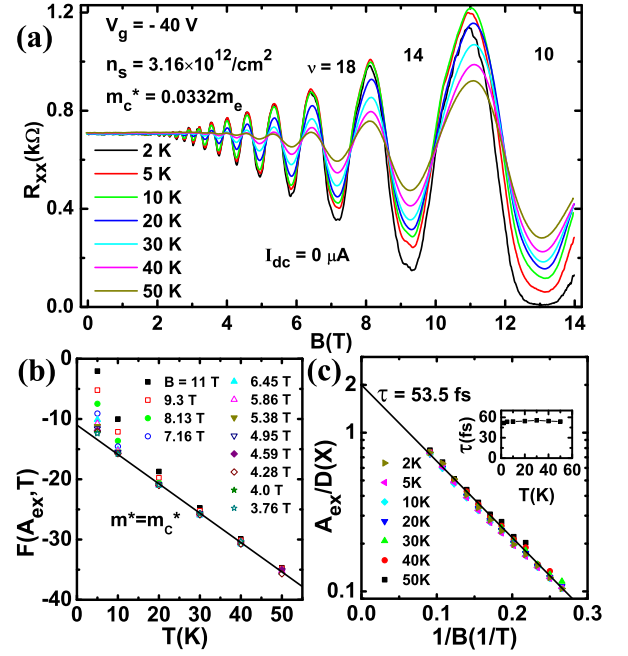 (a)
V_g = - 40 V
n_s = 3.16×10^12/cm^2
m_c* = 0.0332m_e
ν = 18
14
10
R_xx(kΩ)
1.2
0.8
0.4
0.0
2 K
5 K
10 K
20 K
30 K
40 K
50 K
I_dc = 0 μA
0 2 4 6 8 10 12 14
B(T)
(b)
F(A_ex,T)
0
-10
-20
-30
-40
B = 11 T
9.3 T
8.13 T
7.16 T
6.45 T
5.86 T
5.38 T
4.95 T
4.59 T
4.28 T
4.0 T
3.76 T
m*=m_c*
0 10 20 30 40 50
T(K)
(c)
τ = 53.5 fs
A_ex/D(X)
2
1
0.1
τ(fs)
60
30
0
0 20 40 60
T(K)
2K
5K
10K
20K
30K
40K
50K
0.0 0.1 0.2 0.3
1/B(1/T)